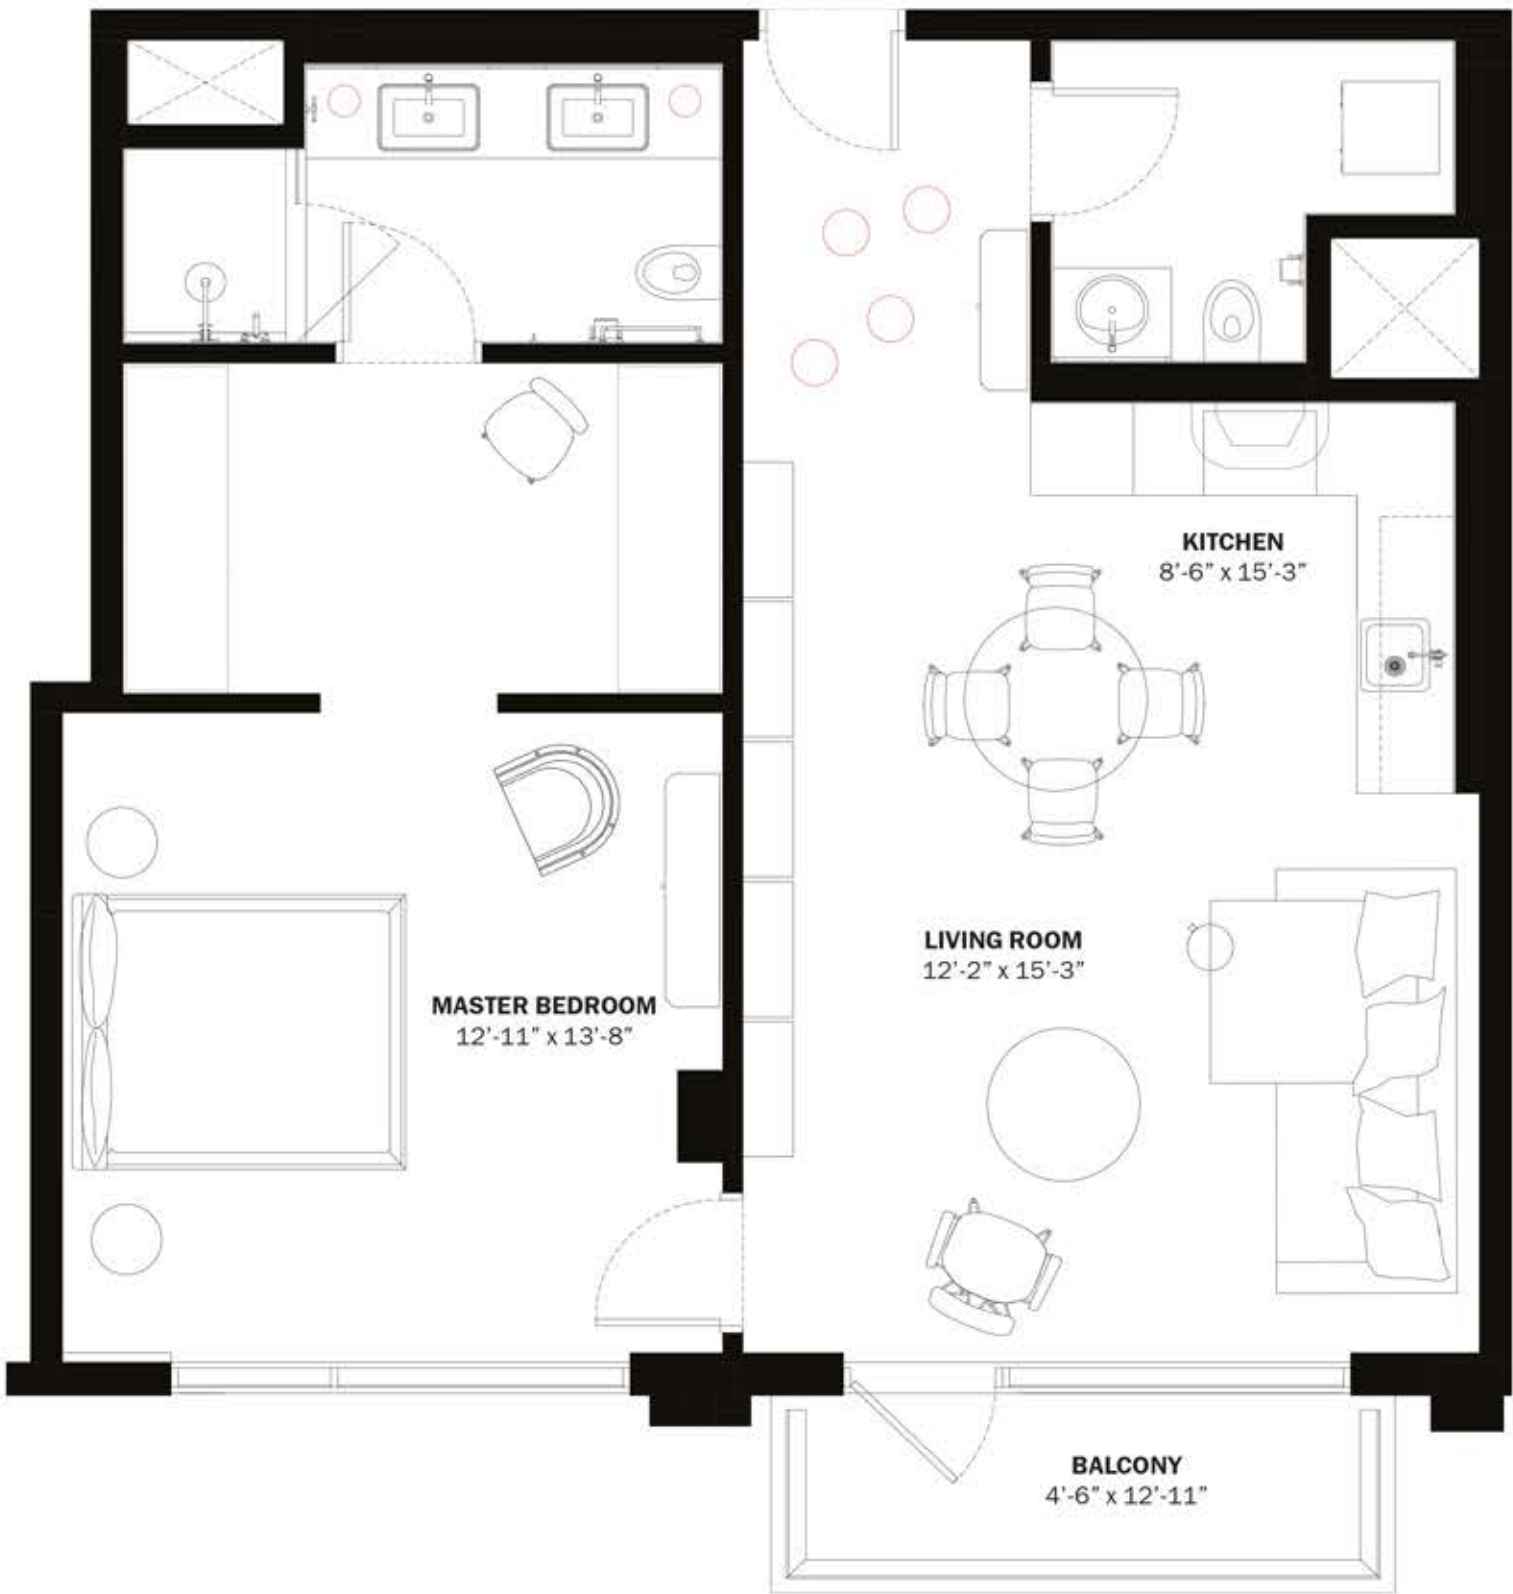 KITCHEN
8'-6" x 15'-3"
LIVING ROOM
12'-2" x 15'-3"
MASTER BEDROOM
12'-11" x 13'-8"
BALCONY
4'-6" x 12'-11"